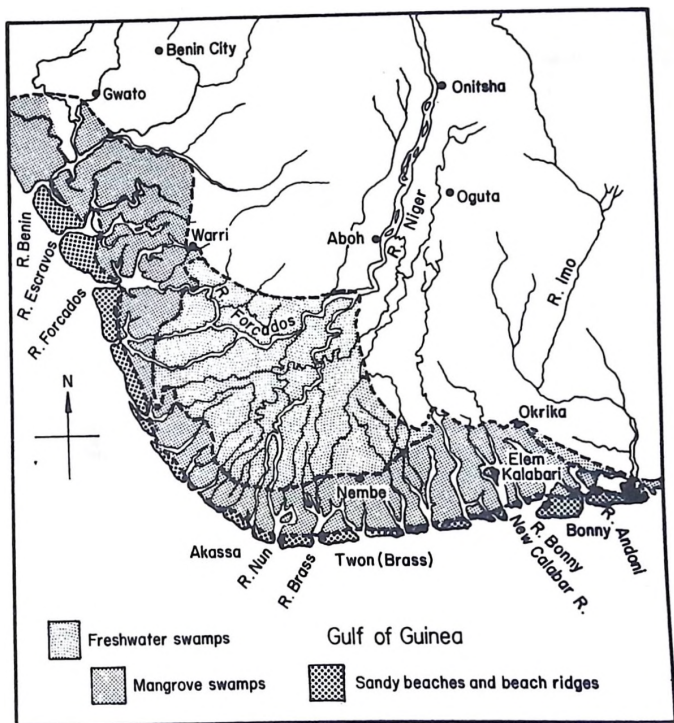 Benin City
Gwato
Onitsha
Oguta
R. Niger
Aboh
Warri
R. Imo
R. Benin
R. Escravos
R. Forcados
R. Forcados
N
Okrika
Elem
Kalabari
Nembe
Akassa
R. Nun
R. Brass
Twon (Brass)
New Calabar R.
R. Bonny
Bonny
R. Andoni
Freshwater swamps
Gulf of Guinea
Mangrove swamps
Sandy beaches and beach ridges